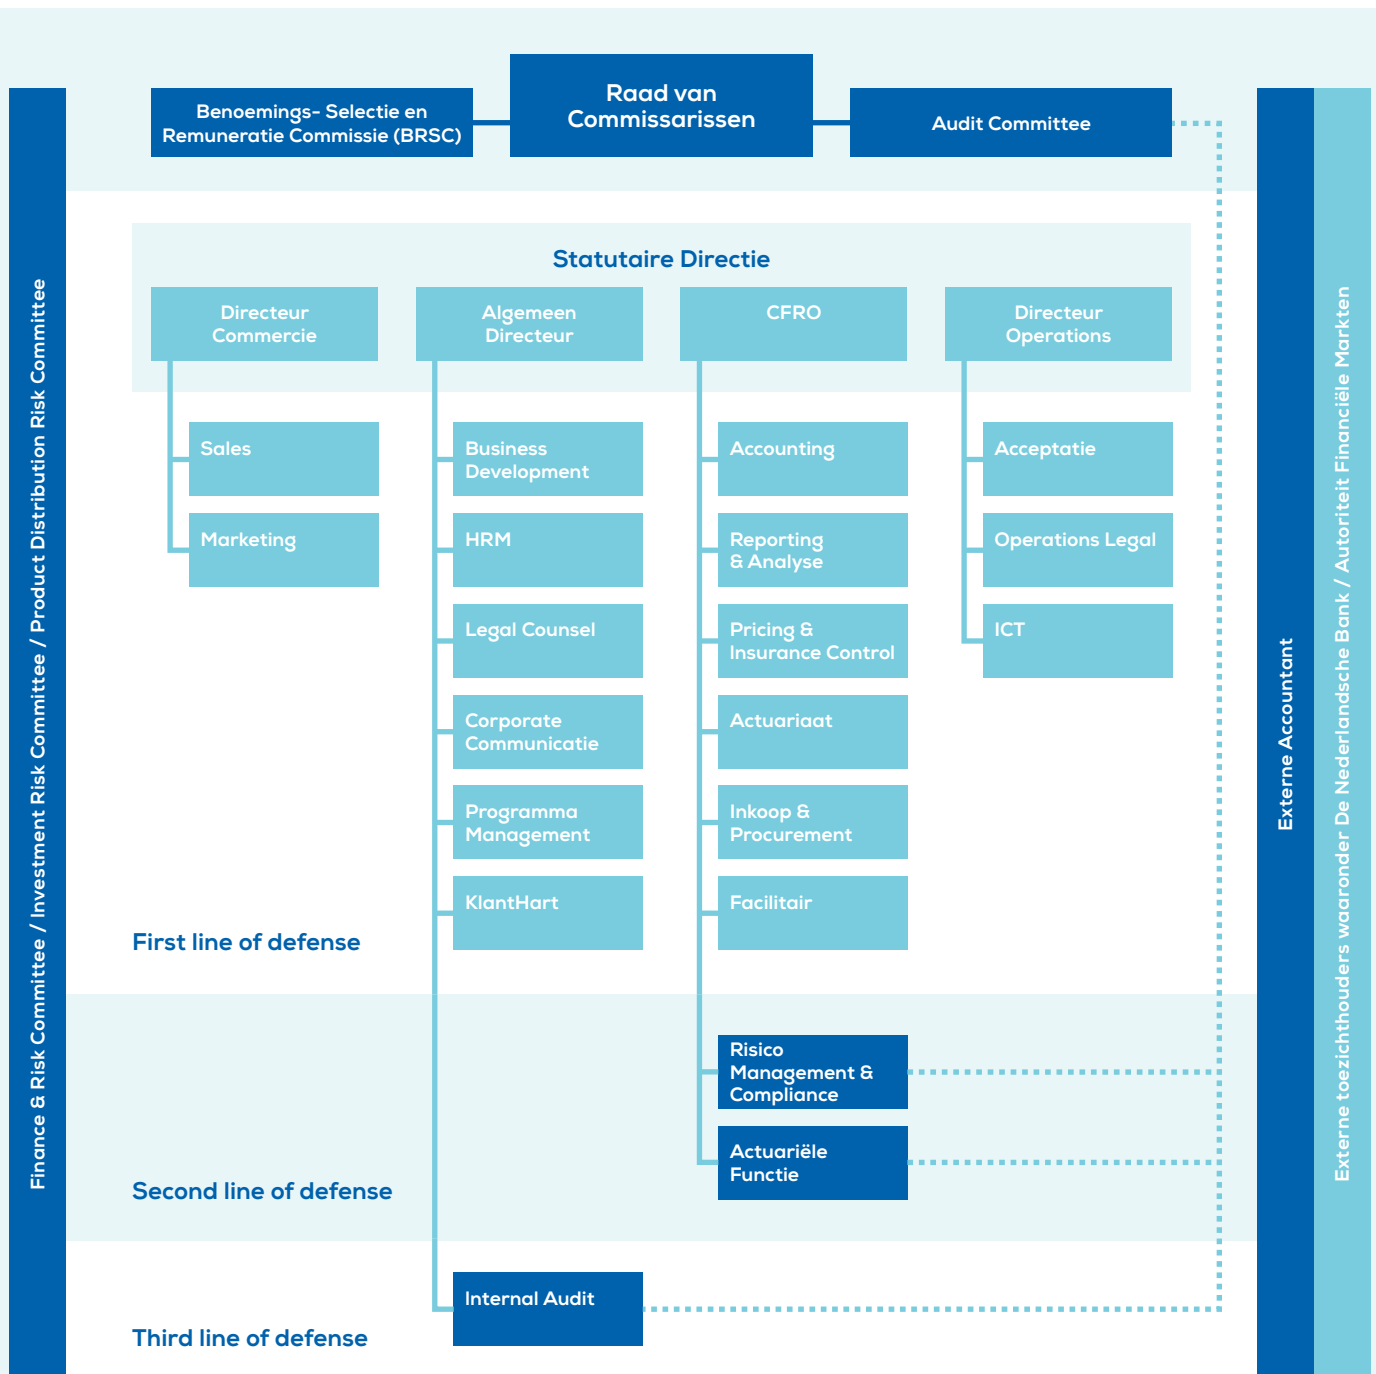 Raad van
Commissarissen
Benoemings- Selectie en
Remuneratie Commissie (BRSC)
Audit Committee
Statutaire Directie
Directeur
Commercie
Algemeen
Directeur
CFRO
Directeur
Operations
Sales
Marketing
Business
Development
HRM
Legal Counsel
Corporate
Communicatie
Programma
Management
KlantHart
Accounting
Reporting
& Analyse
Pricing &
Insurance Control
Actuariaat
Inkoop &
Procurement
Facilitair
Acceptatie
Operations Legal
ICT
First line of defense
Risico
Management &
Compliance
Actuariële
Functie
Second line of defense
Internal Audit
Third line of defense
Finance & Risk Committee / Investment Risk Committee / Product Distribution Risk Committee
Externe Accountant
Externe toezichthouders waaronder De Nederlandsche Bank / Autoriteit Financiële Markten